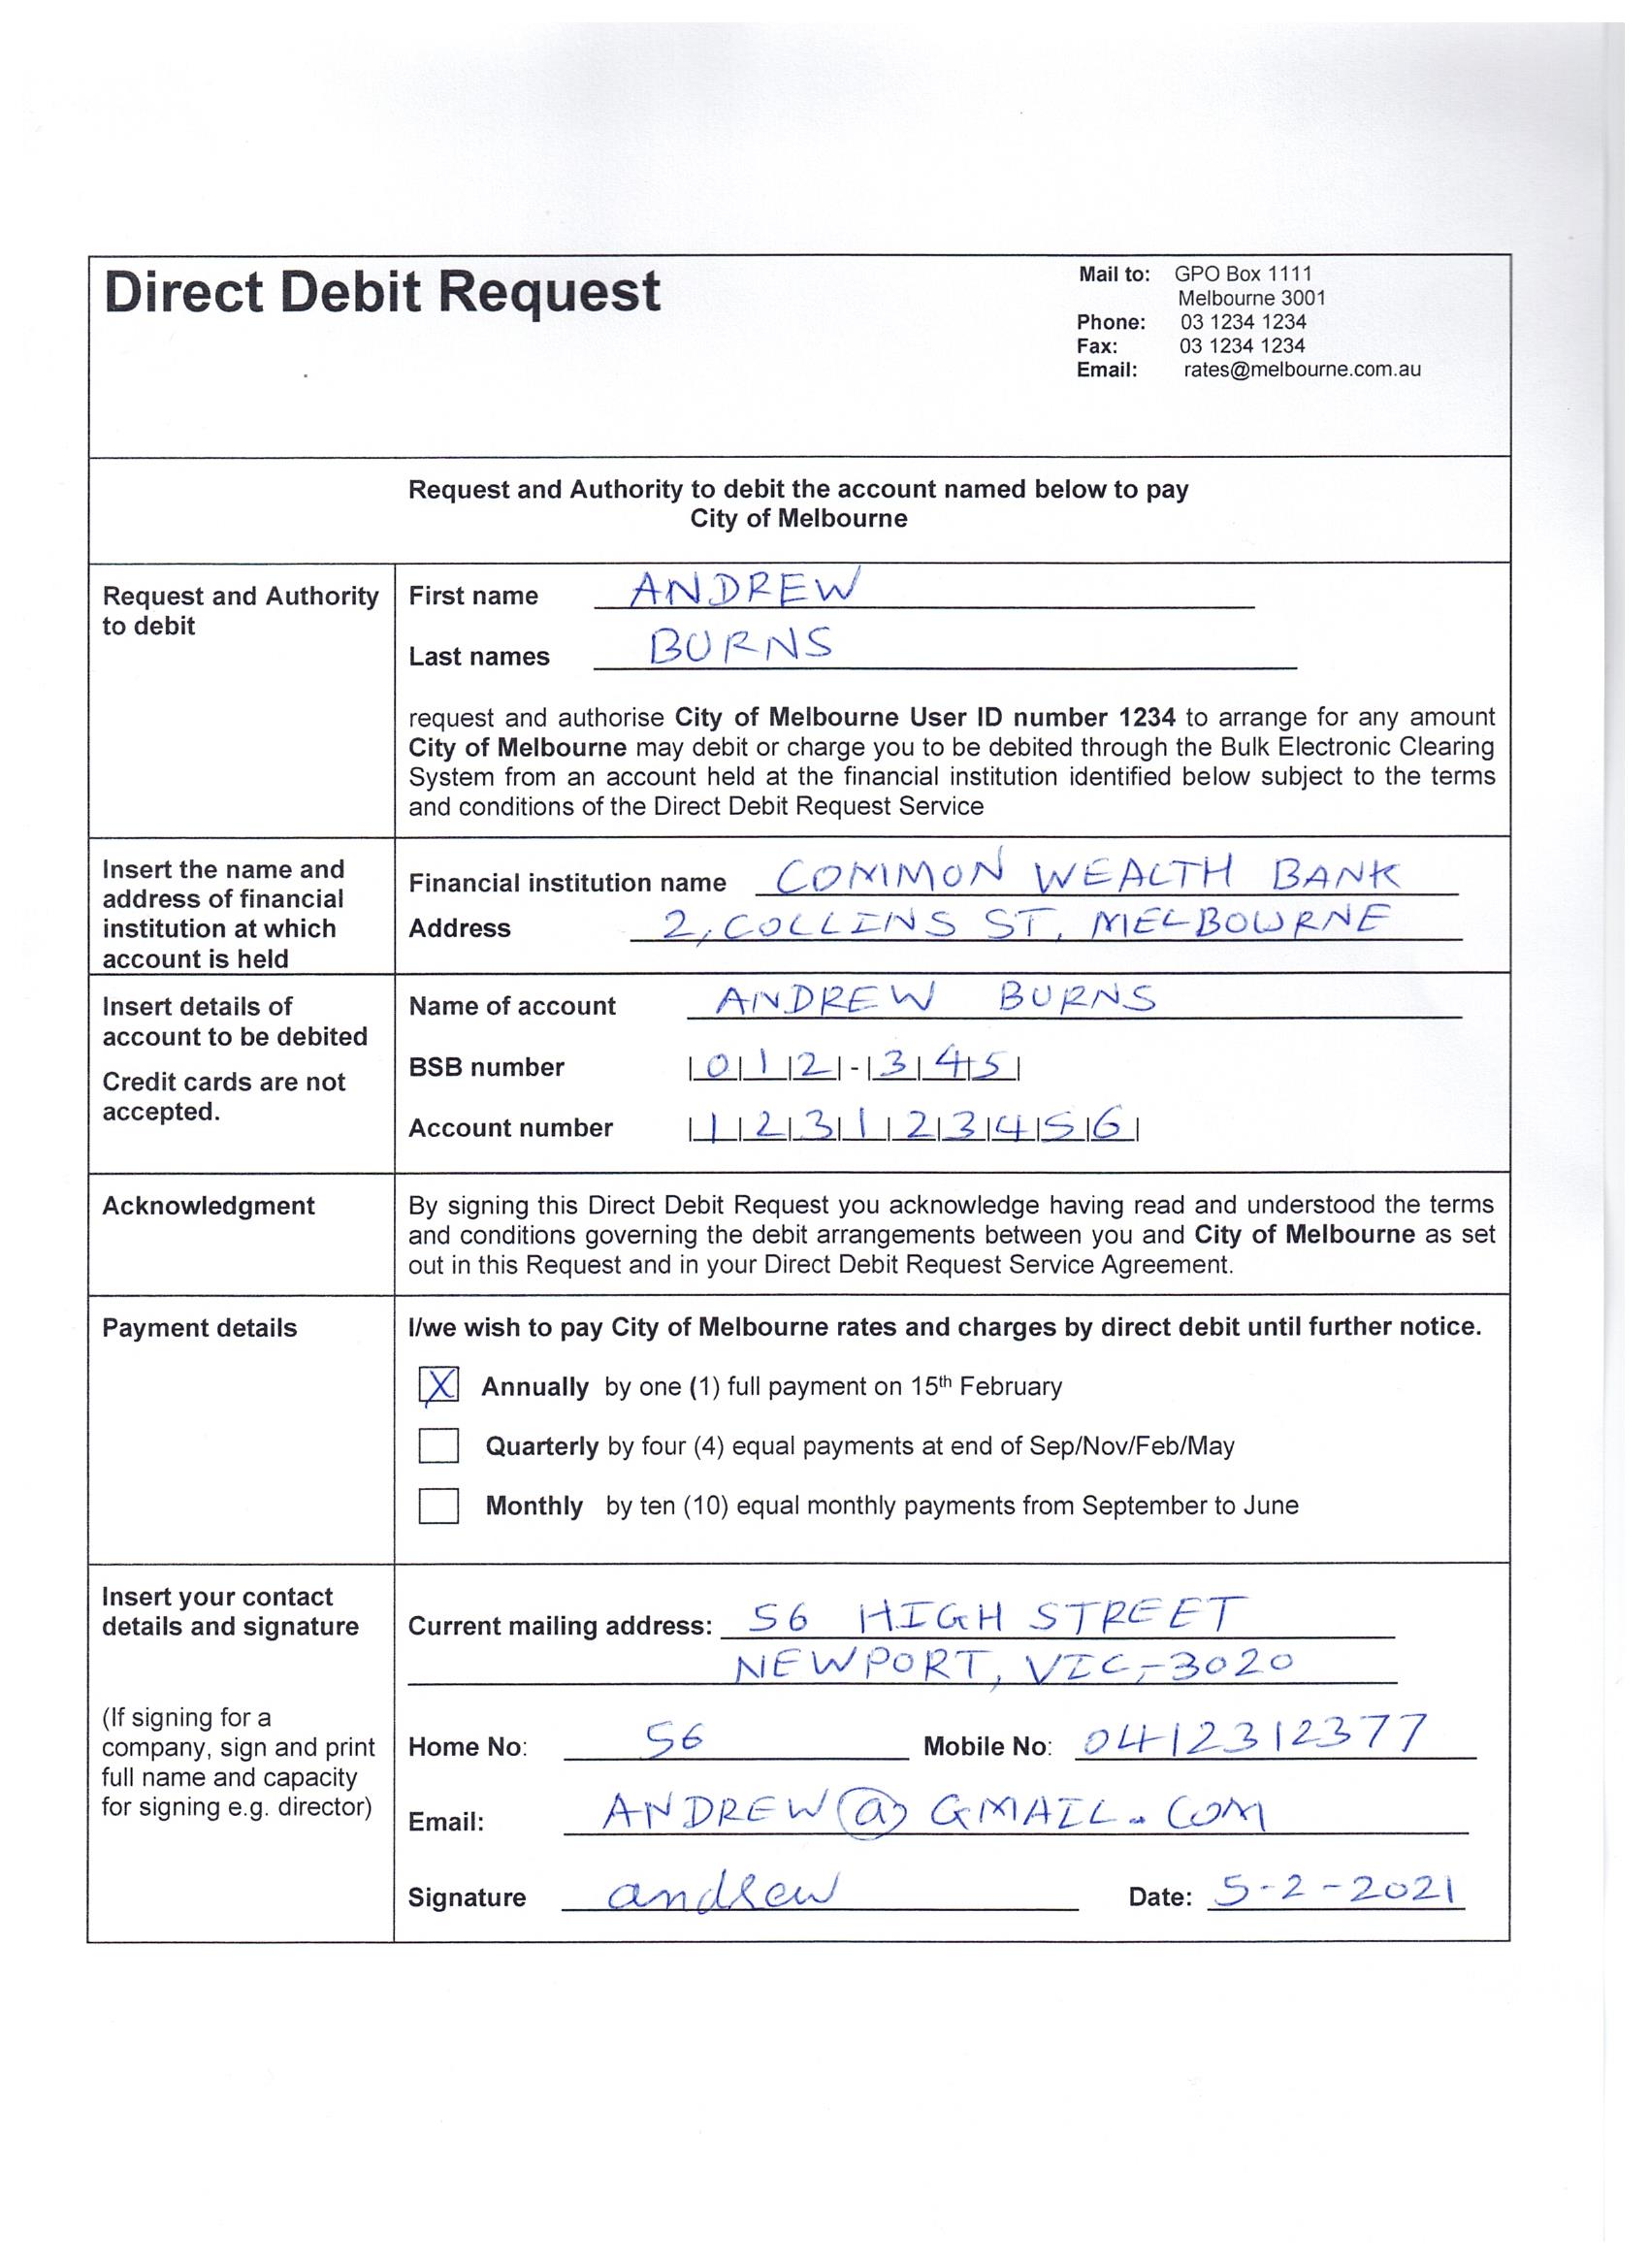 Direct Debit Request
Mail to: GPO Box 1111
Melbourne 3001
Phone: 03 1234 1234
Fax: 03 1234 1234
Email: rates@melbourne.com.au
Request and Authority to debit the account named below to pay
City of Melbourne
Request and Authority
to debit
First name ANDREW
Last names BURNS
request and authorise City of Melbourne User ID number 1234 to arrange for any amount
City of Melbourne may debit or charge you to be debited through the Bulk Electronic Clearing
System from an account held at the financial institution identified below subject to the terms
and conditions of the Direct Debit Request Service
Insert the name and
address of financial
institution at which
account is held
Financial institution name COMMON WEALTH BANK
Address 2, COLLINS ST, MELBOURNE
Insert details of
account to be debited
Credit cards are not
accepted.
Name of account ANDREW BURNS
BSB number 012-345
Account number 123123456
Acknowledgment
By signing this Direct Debit Request you acknowledge having read and understood the terms
and conditions governing the debit arrangements between you and City of Melbourne as set
out in this Request and in your Direct Debit Request Service Agreement.
Payment details
I/we wish to pay City of Melbourne rates and charges by direct debit until further notice.
X Annually by one (1) full payment on 15th February
Quarterly by four (4) equal payments at end of Sep/Nov/Feb/May
Monthly by ten (10) equal monthly payments from September to June
Insert your contact
details and signature
(If signing for a
company, sign and print
full name and capacity
for signing e.g. director)
Current mailing address: 56 HIGH STREET
NEWPORT, VIC,-3020
Home No: 56 Mobile No: 0412312377
Email: ANDREW@GMAIL.COM
Signature andrew Date: 5-2-2021